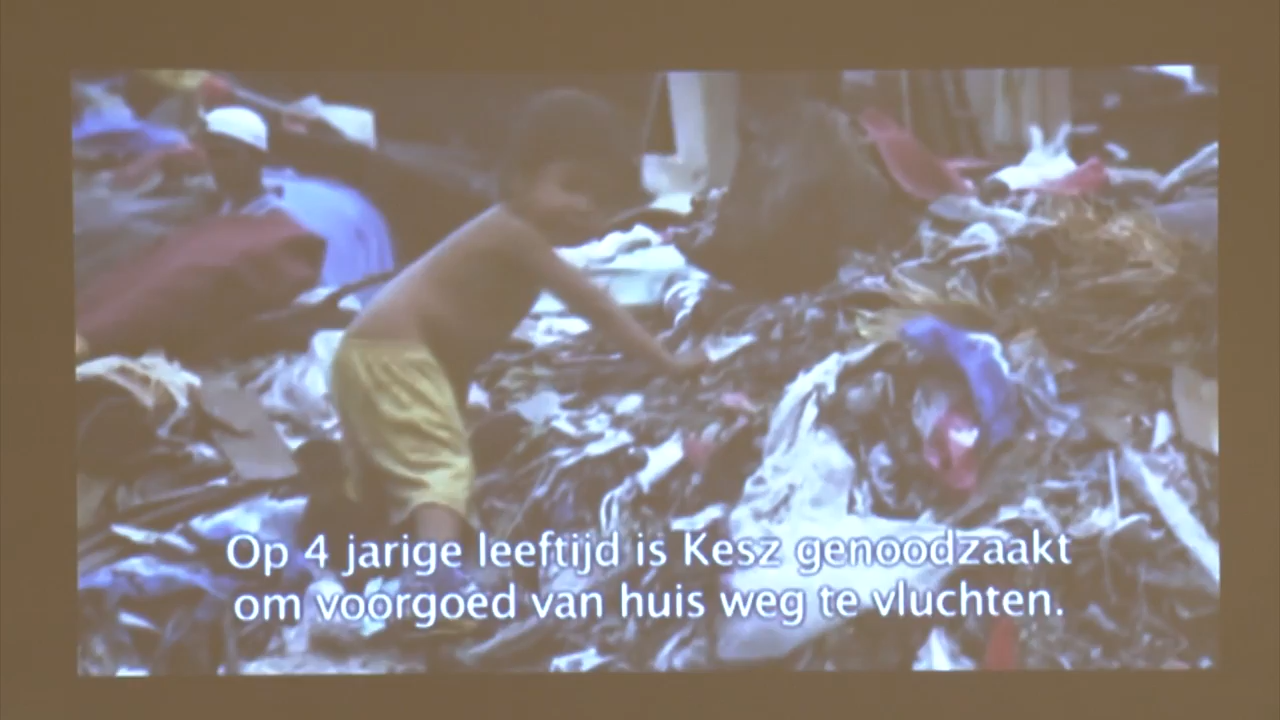 Op 4 jarige leeftijd is Kesz genoodzaakt
om voorgoed van huis weg te vluchten.